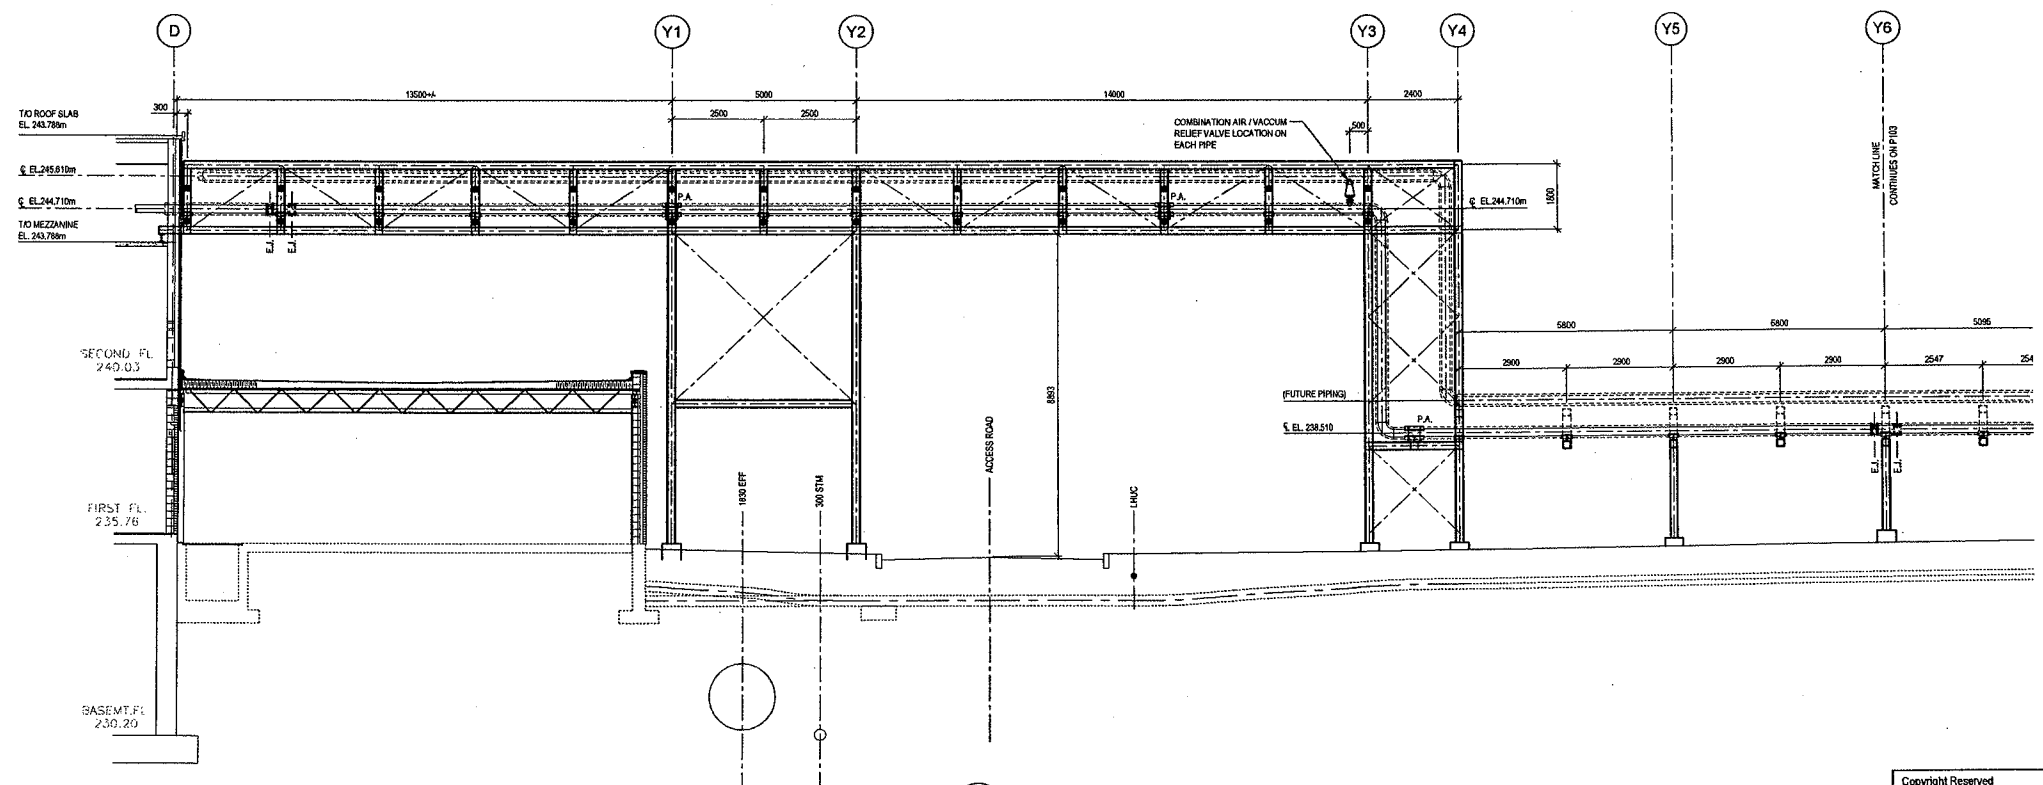 D
Y1
Y2
Y3
Y4
Y5
Y6
13500+/-
5000
14000
2400
300
2500
2500
500
T/O ROOF SLAB
EL. 243.788m
COMBINATION AIR / VACCUM
RELIEF VALVE LOCATION ON
EACH PIPE
MATCH LINE
CONTINUES ON P103
℄ EL.245.610m
℄ EL.244.710m
P.A.
P.A.
℄ EL.244.710m
1800
T/O MEZZANINE
EL. 243.788m
E.J.
E.J.
5800
5800
5095
SECOND FL
240.03
2900
2900
2900
2900
2547
254
8893
(FUTURE PIPING)
P.A.
℄ EL. 238.510
ACCESS ROAD
E.J.
E.J.
1830 EFF
300 STM
LHUC
FIRST FL.
235.76
BASEMT.FL
230.20
Copyright Reserved